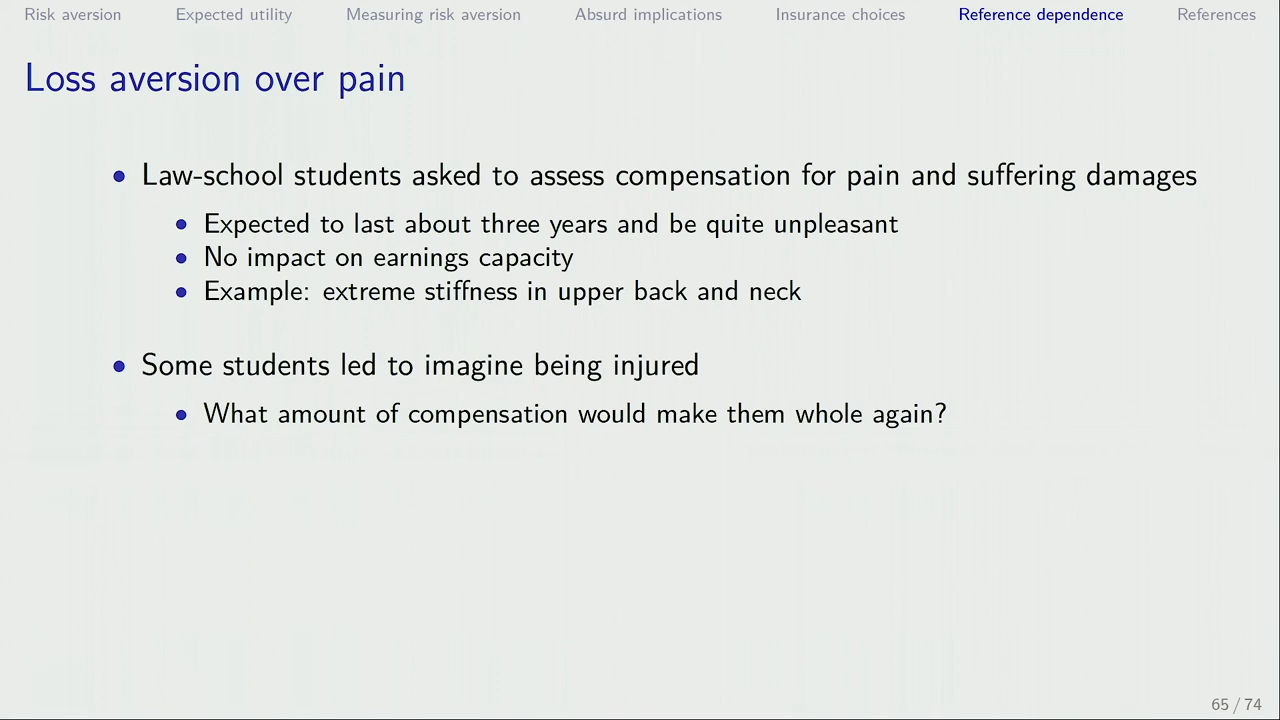 Risk aversion Expected utility Measuring risk aversion Absurd implications Insurance choices Reference dependence References
Loss aversion over pain
• Law-school students asked to assess compensation for pain and suffering damages
• Expected to last about three years and be quite unpleasant
• No impact on earnings capacity
• Example: extreme stiffness in upper back and neck
• Some students led to imagine being injured
• What amount of compensation would make them whole again?
65 / 74